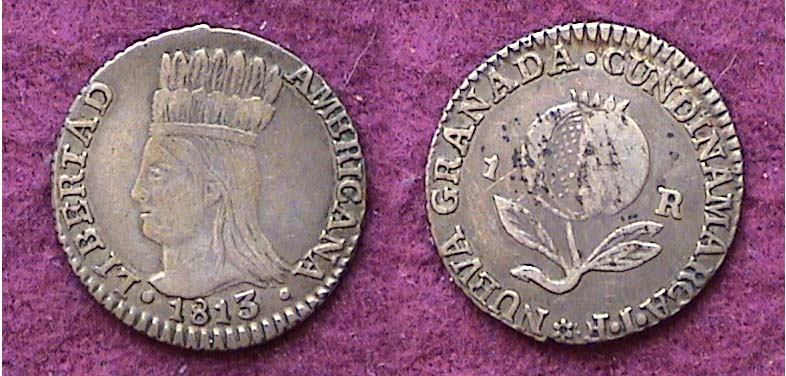 LIBERTAD AMERICANA
· 1813 ·
NUEVA GRANADA · CUNDINAMARCA · I · J ·
1 R